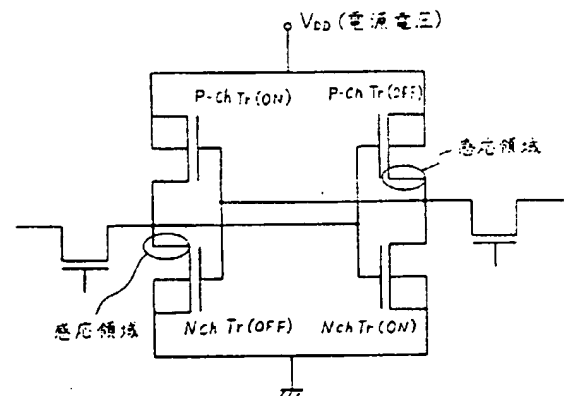 VDD (電源電圧)
P-Ch Tr (ON)
P-Ch Tr (OFF)
感応領域
感応領域
Nch Tr (OFF)
Nch Tr (ON)